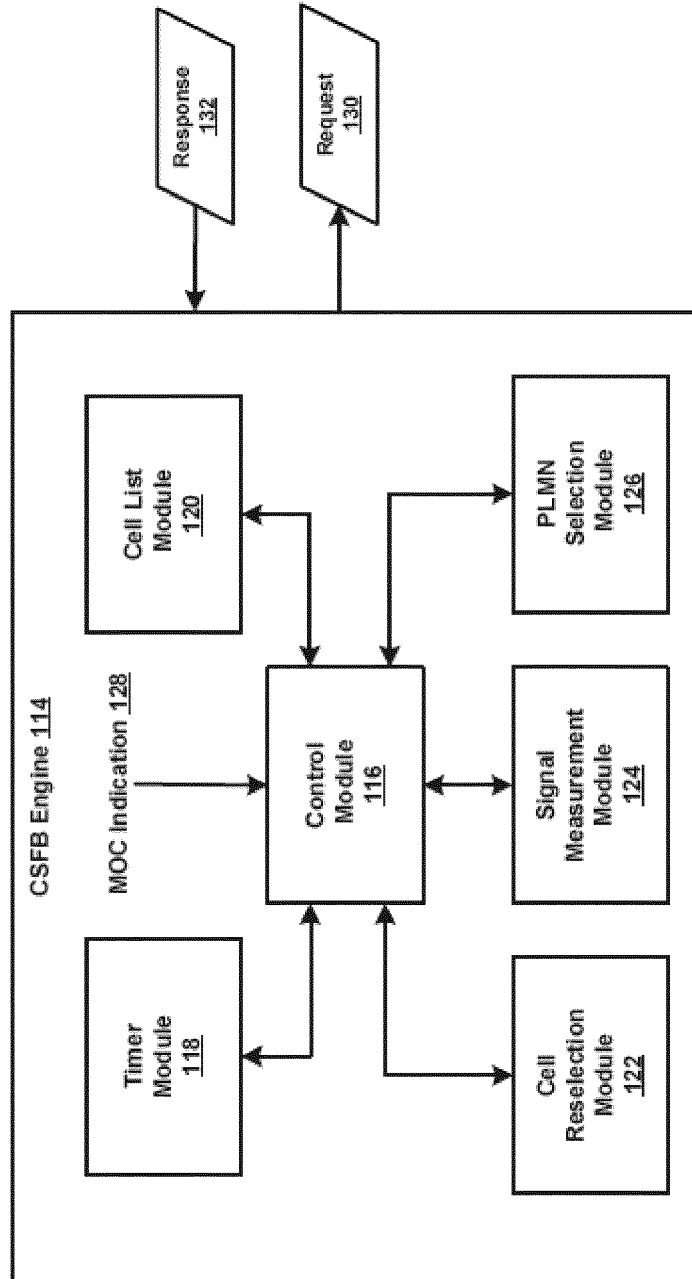 CSFB Engine 114
MOC Indication 128
Timer
Module
118
Cell List
Module
120
Control
Module
116
Cell
Reselection
Module
122
Signal
Measurement
Module
124
PLMN
Selection
Module
126
Response
132
Request
130